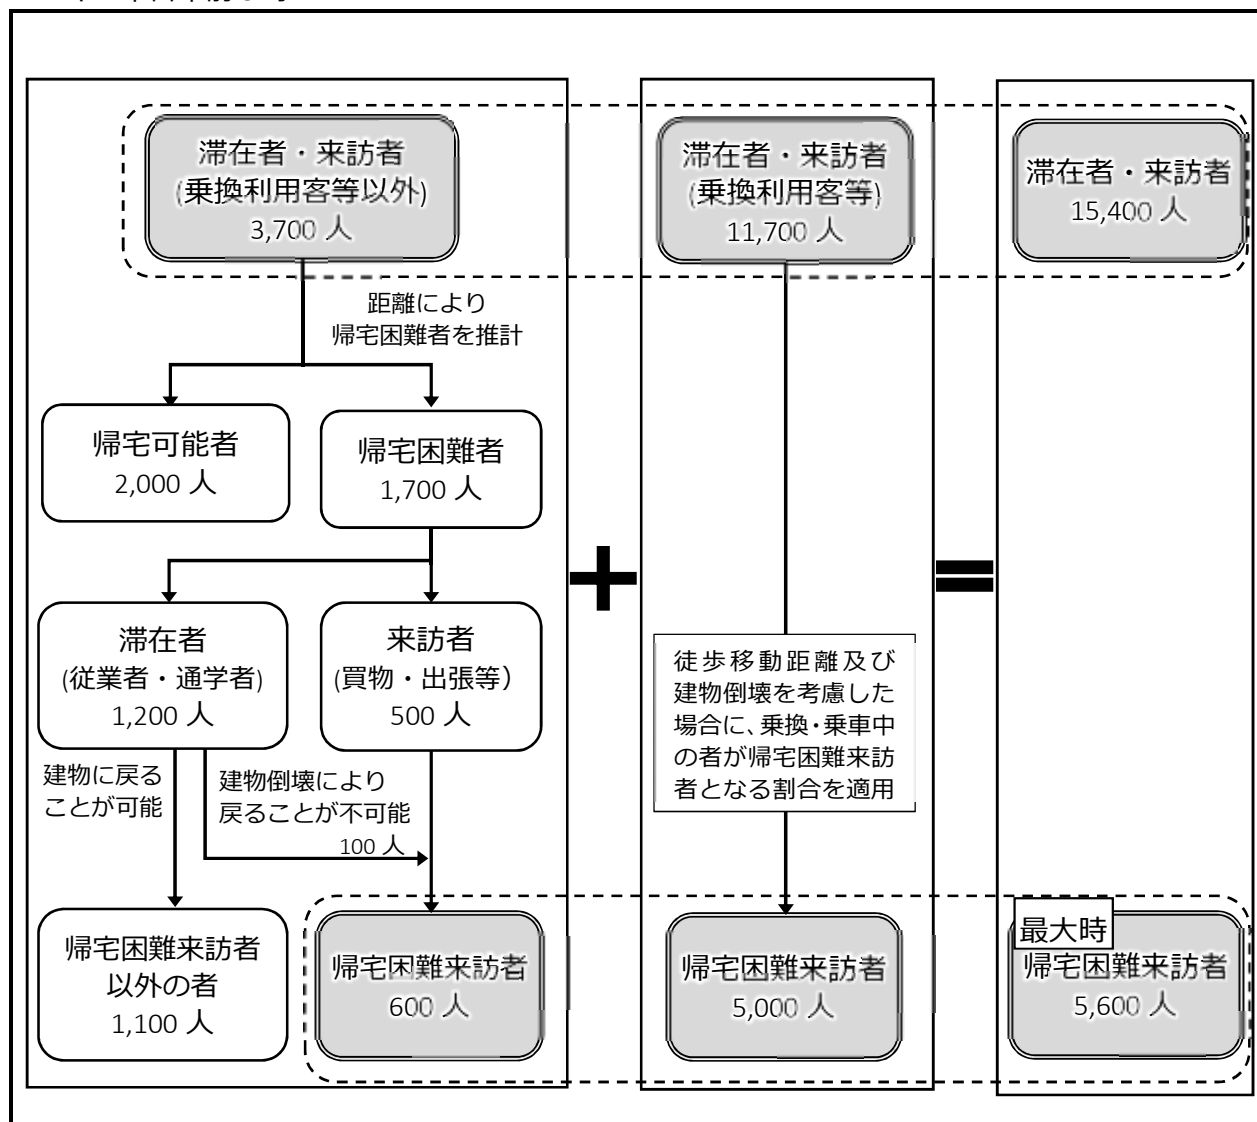 滞在者・来訪者
(乗換利用客等以外)
3,700 人
滞在者・来訪者
(乗換利用客等)
11,700 人
滞在者・来訪者
15,400 人
距離により
帰宅困難者を推計
帰宅可能者
2,000 人
帰宅困難者
1,700 人
+
=
滞在者
(従業者・通学者)
1,200 人
来訪者
(買物・出張等）
500 人
徒歩移動距離及び
建物倒壊を考慮した
場合に、乗換・乗車中
の者が帰宅困難来訪
者となる割合を適用
建物に戻る
ことが可能
建物倒壊により
戻ることが不可能
100 人
帰宅困難来訪者
以外の者
1,100 人
帰宅困難来訪者
600 人
帰宅困難来訪者
5,000 人
最大時
帰宅困難来訪者
5,600 人